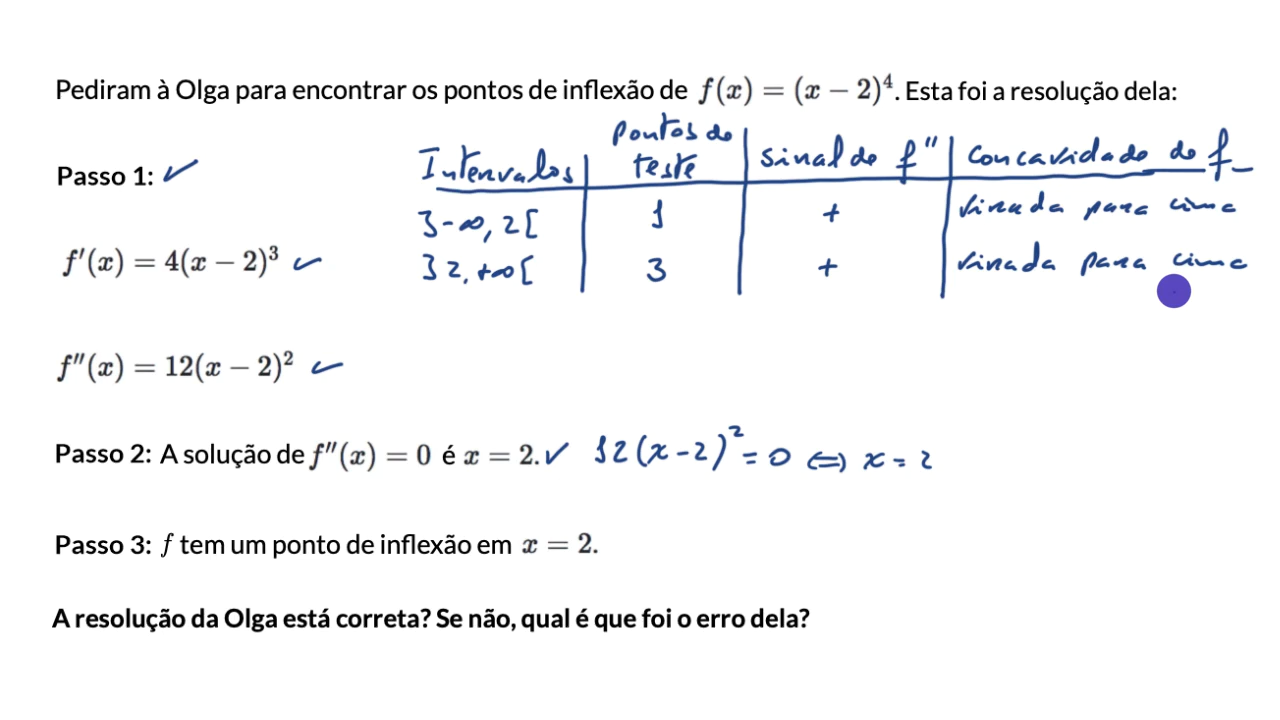 Pediram à Olga para encontrar os pontos de inflexão de f(x) = (x − 2)⁴. Esta foi a resolução dela:
Passo 1: ✓
Intervalos | pontos de teste | sinal de f'' | concavidade de f
]-∞, 2[ | 1 | + | virada para cima
]2, +∞[ | 3 | + | virada para cima
f'(x) = 4(x − 2)³ ✓
f''(x) = 12(x − 2)² ✓
Passo 2: A solução de f''(x) = 0 é x = 2. ✓ 12(x-2)² = 0 ⇔ x = 2
Passo 3: f tem um ponto de inflexão em x = 2.
A resolução da Olga está correta? Se não, qual é que foi o erro dela?